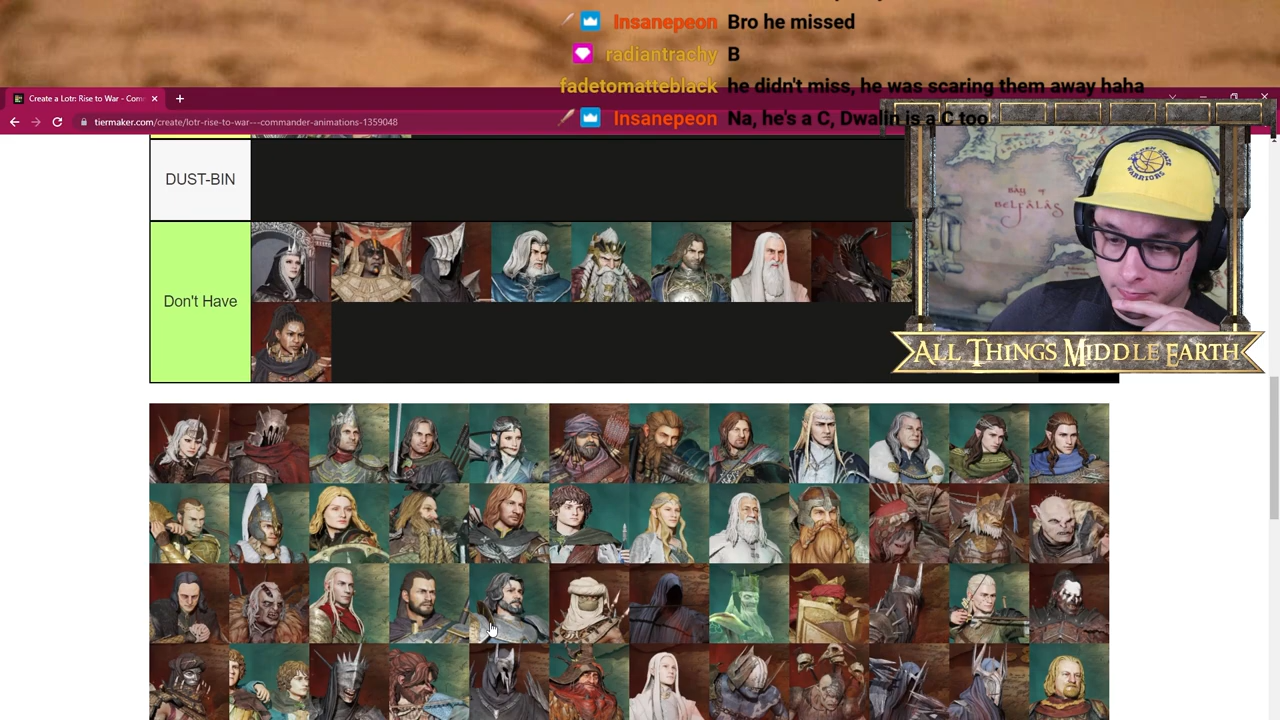 Insanepeon Bro he missed
radiantrachy B
fadetomatteblack he didn't miss, he was scaring them away haha
Insanepeon Na, he's a C, Dwalin is a C too
Create a Lotr: Rise to War - Com
tiermaker.com/create/lotr-rise-to-war---commander-animations-1359048
DUST-BIN
Don't Have
BAY OF
BELFALAS
GOLDEN STATE
WARRIORS
ALL THINGS MIDDLE EARTH